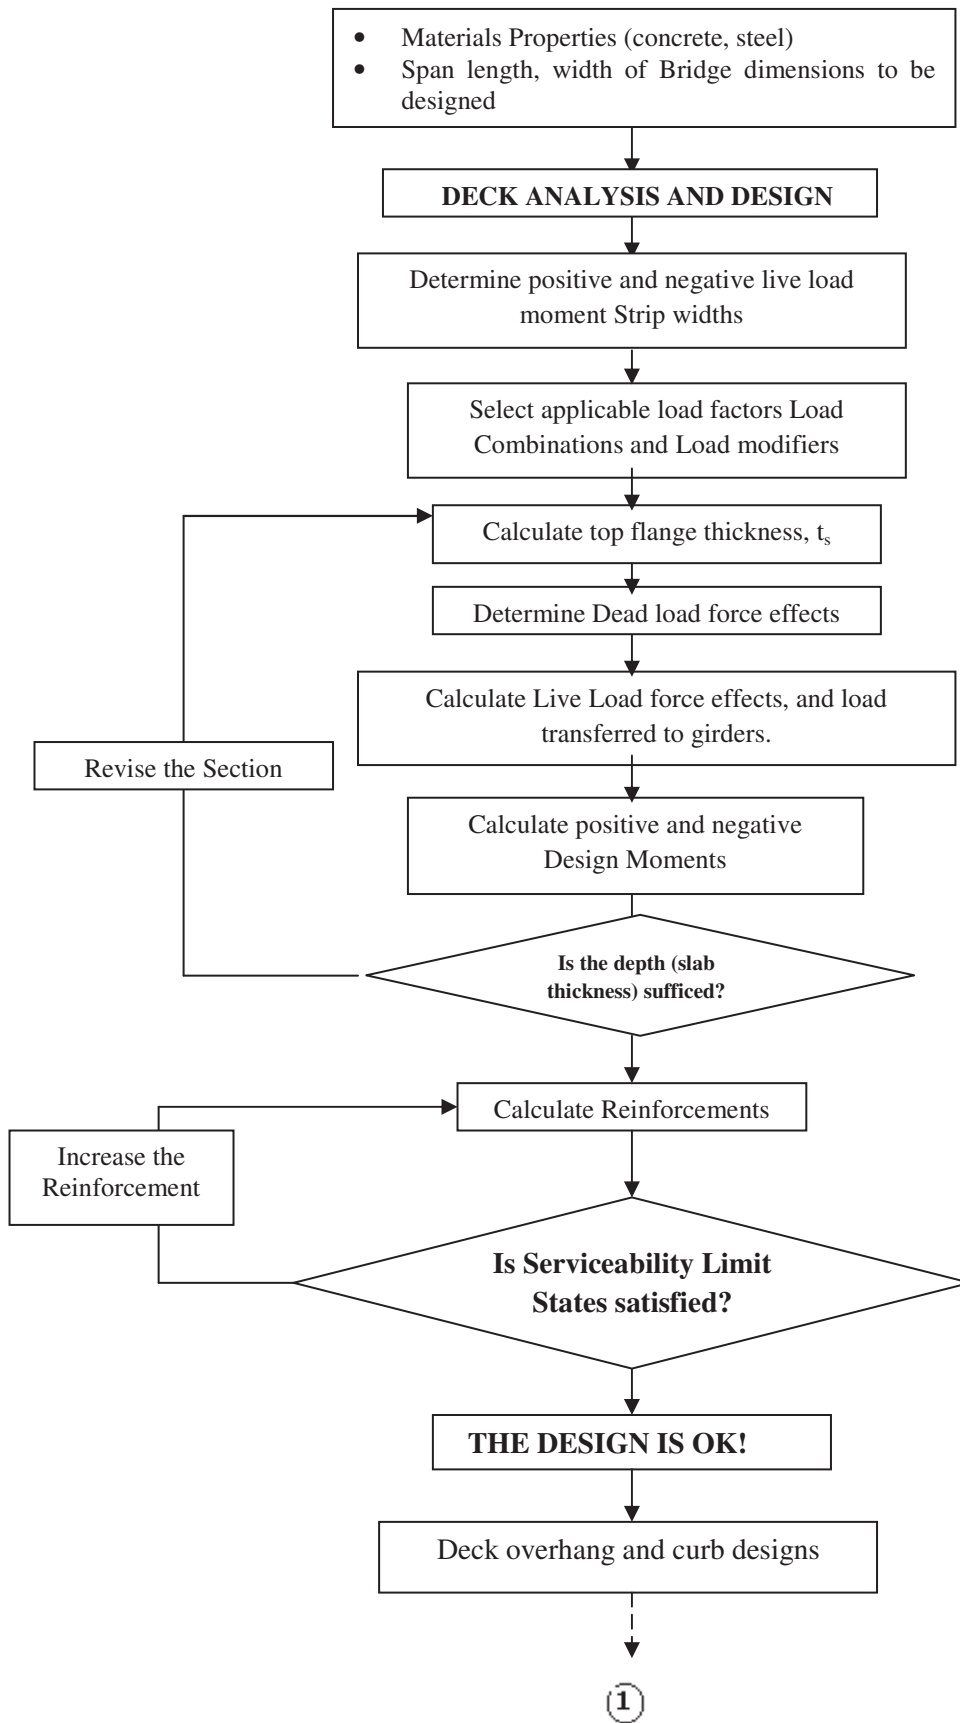 • Materials Properties (concrete, steel)
• Span length, width of Bridge dimensions to be
designed
DECK ANALYSIS AND DESIGN
Determine positive and negative live load
moment Strip widths
Select applicable load factors Load
Combinations and Load modifiers
Calculate top flange thickness, tₛ
Determine Dead load force effects
Calculate Live Load force effects, and load
transferred to girders.
Revise the Section
Calculate positive and negative
Design Moments
Is the depth (slab
thickness) sufficed?
Calculate Reinforcements
Increase the
Reinforcement
Is Serviceability Limit
States satisfied?
THE DESIGN IS OK!
Deck overhang and curb designs
1